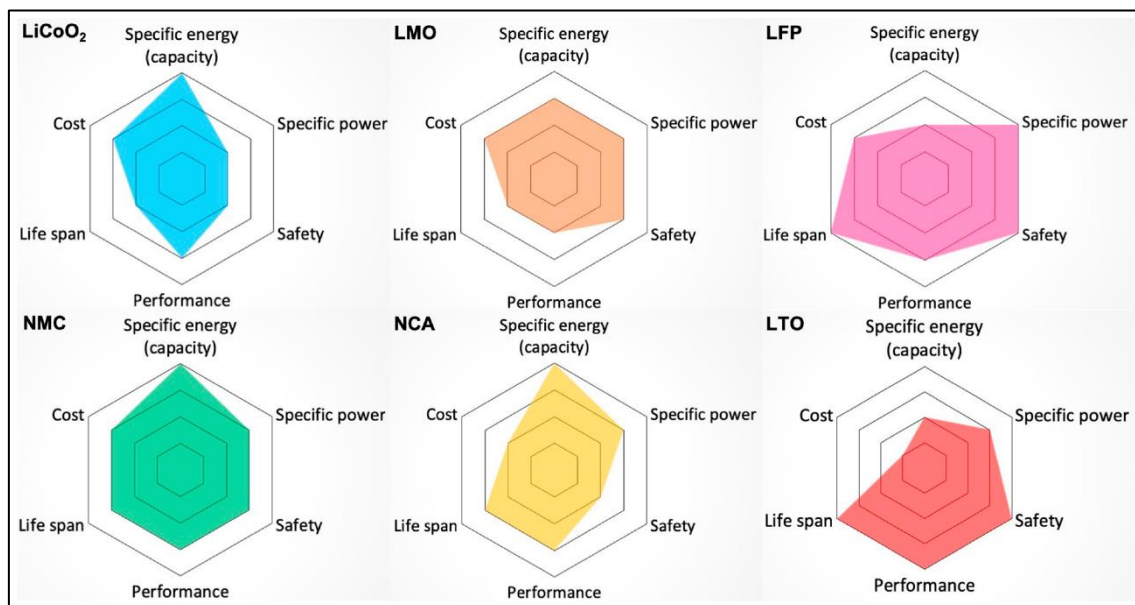 LiCoO₂
Specific energy
(capacity)
Cost
Specific power
Life span
Safety
Performance
LMO
Specific energy
(capacity)
Cost
Specific power
Life span
Safety
Performance
LFP
Specific energy
(capacity)
Cost
Specific power
Life span
Safety
Performance
NMC
Specific energy
(capacity)
Cost
Specific power
Life span
Safety
Performance
NCA
Specific energy
(capacity)
Cost
Specific power
Life span
Safety
Performance
LTO
Specific energy
(capacity)
Cost
Specific power
Life span
Safety
Performance